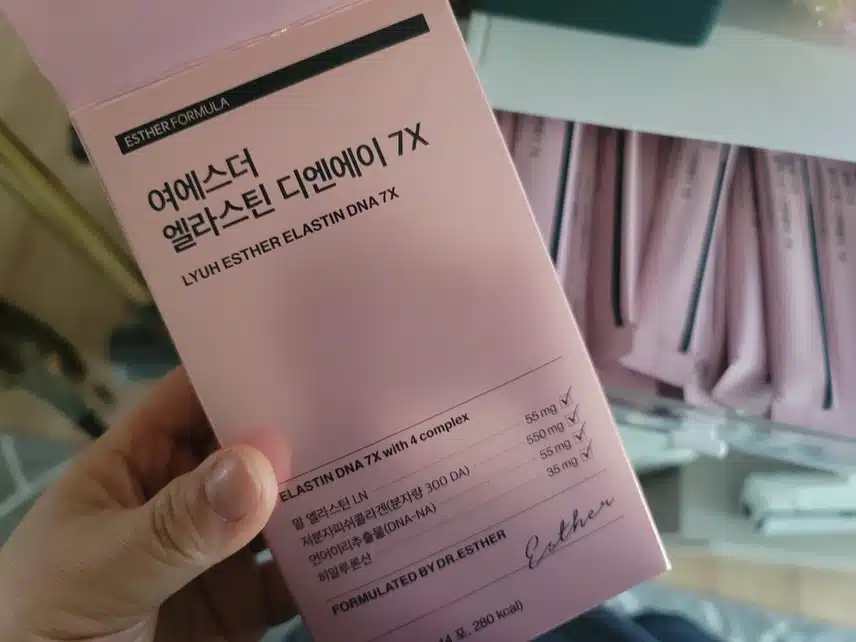 ESTHER FORMULA
여에스더
엘라스틴 디엔에이 7X
LYUH ESTHER ELASTIN DNA 7X
ELASTIN DNA 7X with 4 complex
알 엘라스틴 LN 55 mg
저분자피쉬콜라겐(분자량 300 DA) 550 mg
연어이리추출물(DNA-NA) 55 mg
히알루론산 35 mg
FORMULATED BY DR.ESTHER
Esther
14 포, 280 kcal)